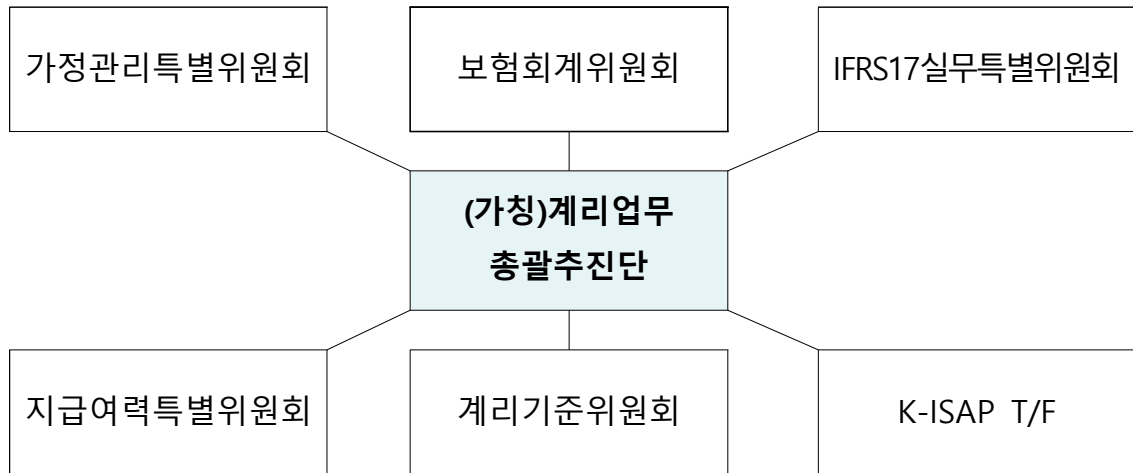 가정관리특별위원회
보험회계위원회
IFRS17실무특별위원회
(가칭)계리업무
총괄추진단
지급여력특별위원회
계리기준위원회
K-ISAP T/F